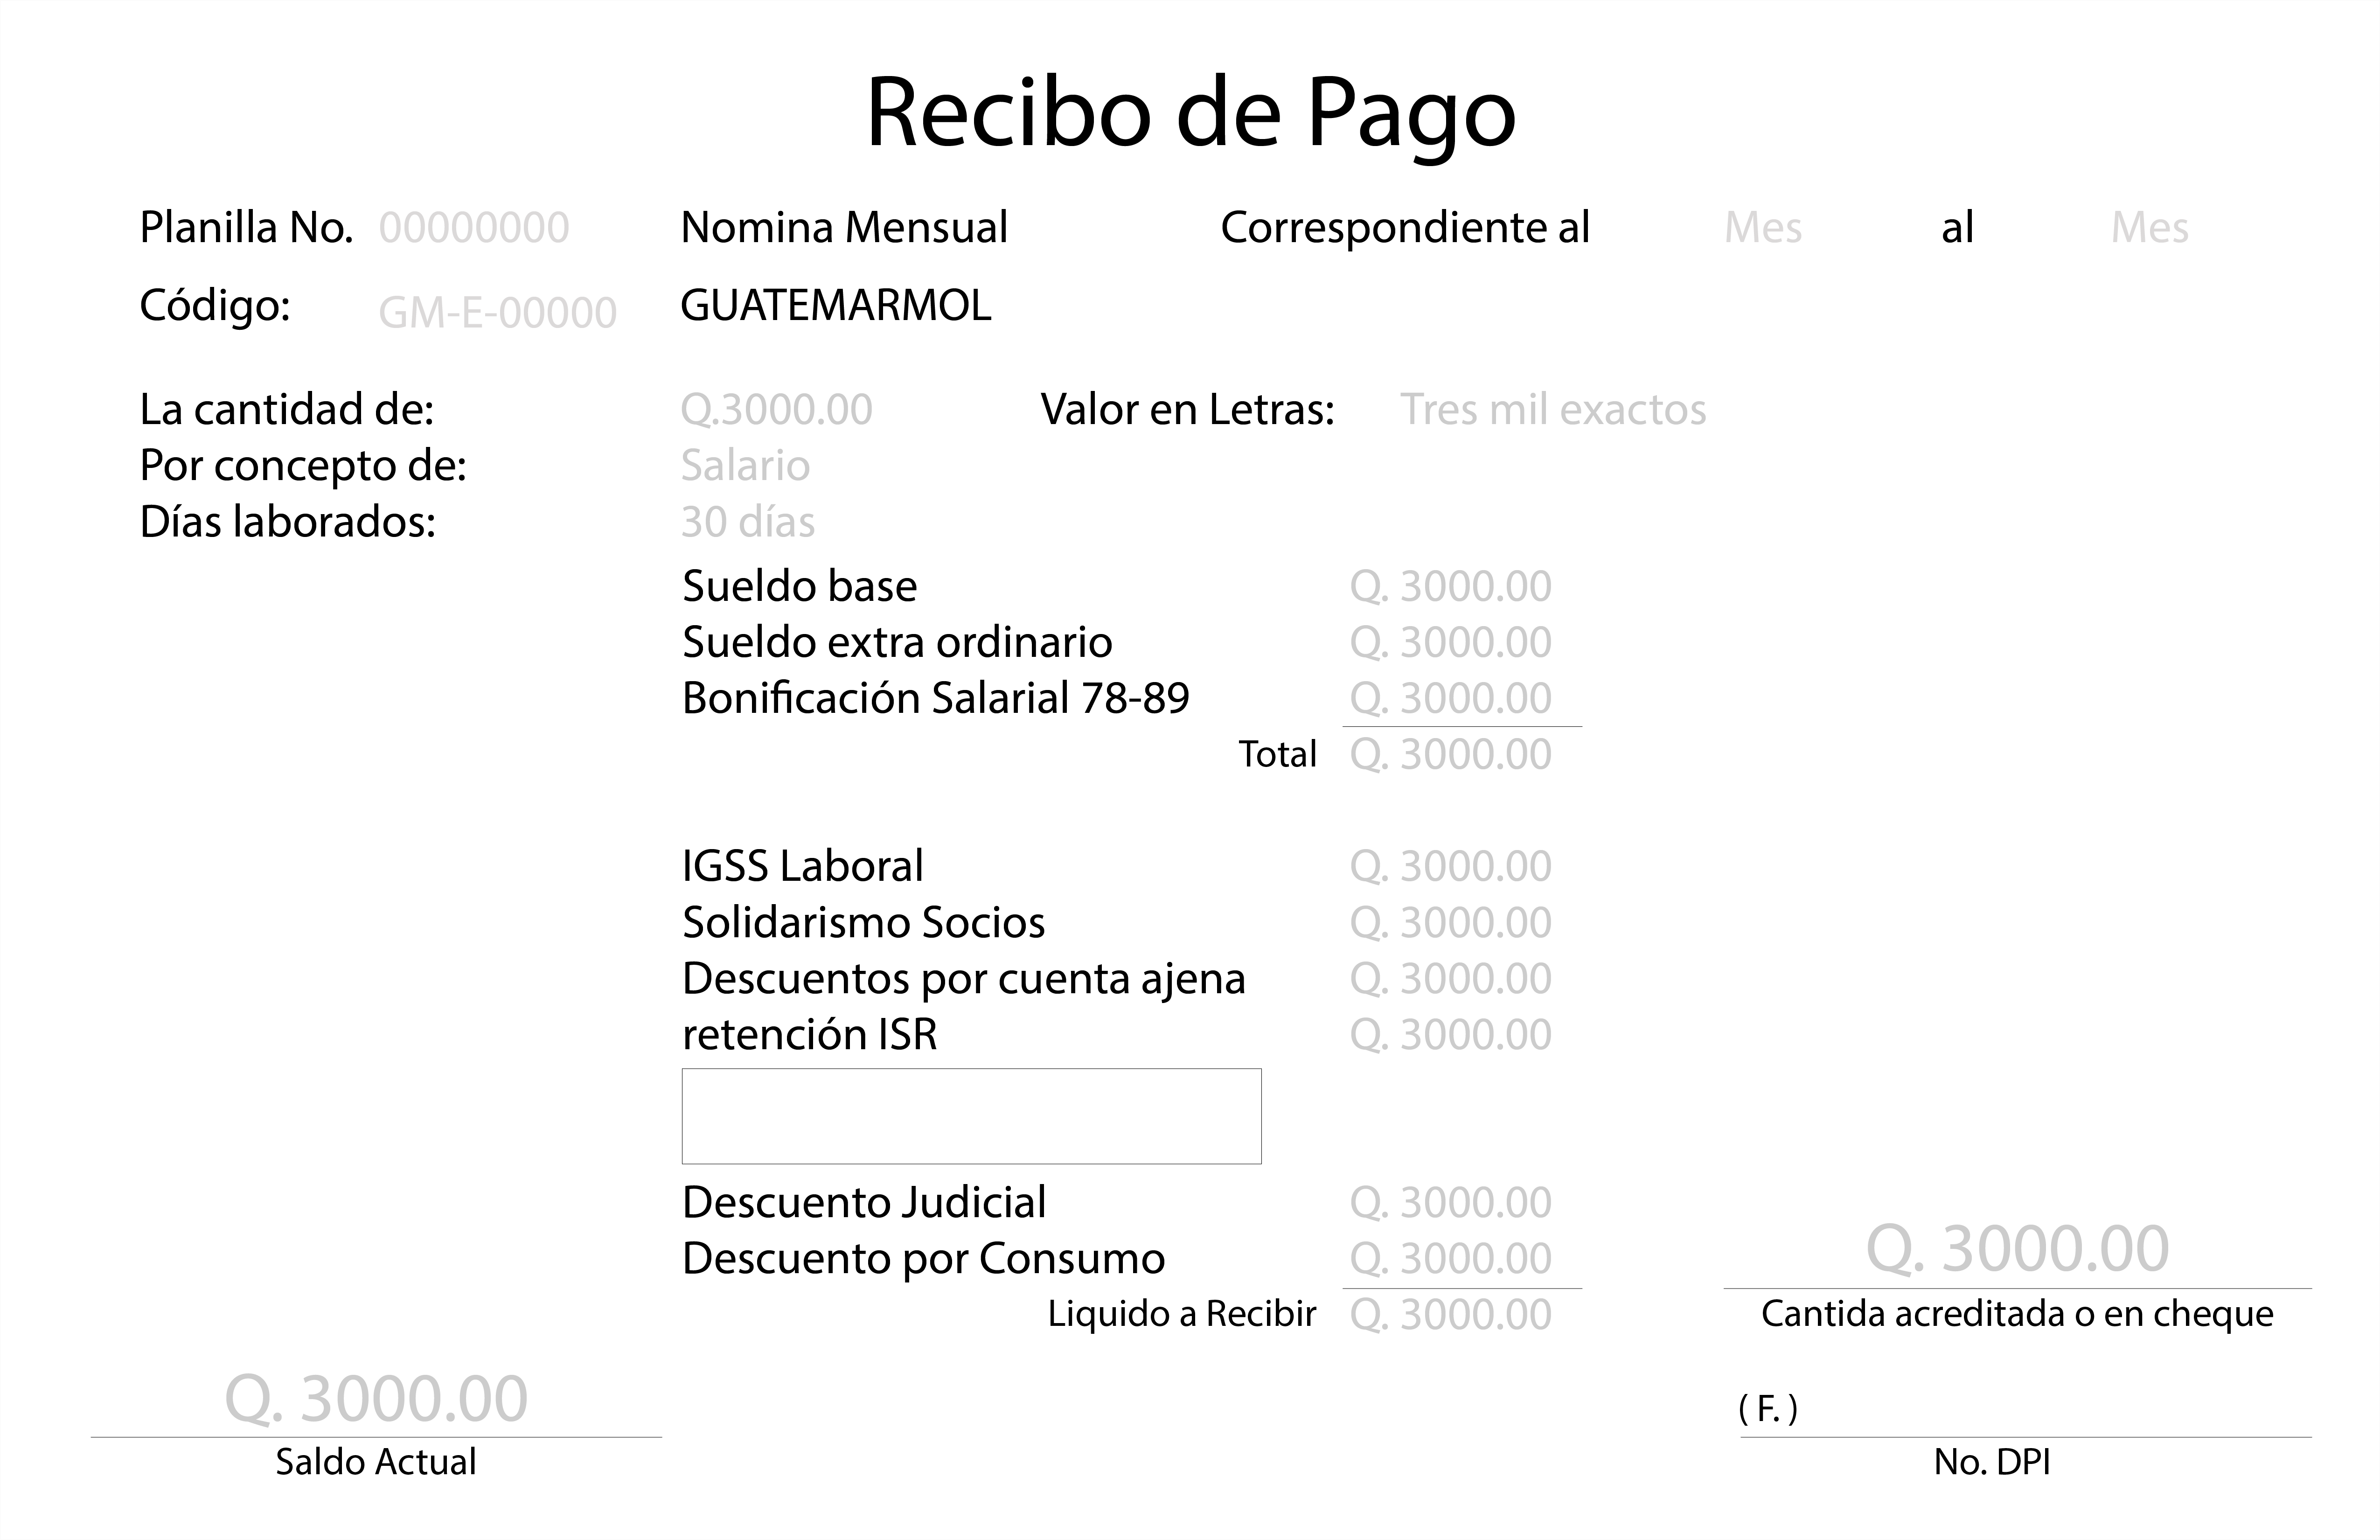 Recibo de Pago
Planilla No. 00000000 Nomina Mensual Correspondiente al Mes al Mes
Código: GM-E-00000 GUATEMARMOL
La cantidad de: Q.3000.00 Valor en Letras: Tres mil exactos
Por concepto de: Salario
Días laborados: 30 días
Sueldo base Q. 3000.00
Sueldo extra ordinario Q. 3000.00
Bonificación Salarial 78-89 Q. 3000.00
Total Q. 3000.00
IGSS Laboral Q. 3000.00
Solidarismo Socios Q. 3000.00
Descuentos por cuenta ajena Q. 3000.00
retención ISR Q. 3000.00
Descuento Judicial Q. 3000.00
Descuento por Consumo Q. 3000.00
Q. 3000.00
Liquido a Recibir Q. 3000.00
Cantida acreditada o en cheque
Q. 3000.00
Saldo Actual
( F. )
No. DPI